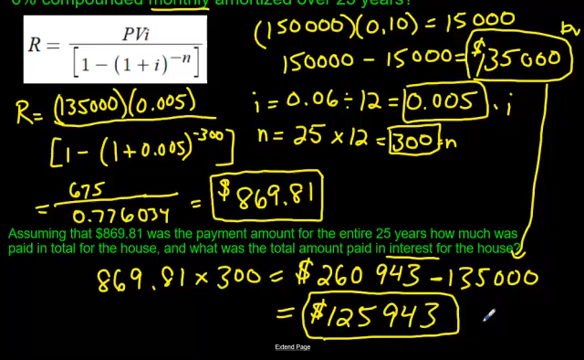 6% compounded monthly amortized over 25 years?
R = PVi / [1 − (1 + i)^−n]
(150000)(0.10) = 15000
150000 − 15000 = $135000 PV
R = (135000)(0.005) / [1 − (1+0.005)^−300]
i = 0.06 ÷ 12 = 0.005 . i
n = 25 × 12 = 300 = n
= 675 / 0.776034 = $869.81
Assuming that $869.81 was the payment amount for the entire 25 years how much was
paid in total for the house, and what was the total amount paid in interest for the house?
869.81 × 300 = $260 943 − 135000
= $125943
Extend Page